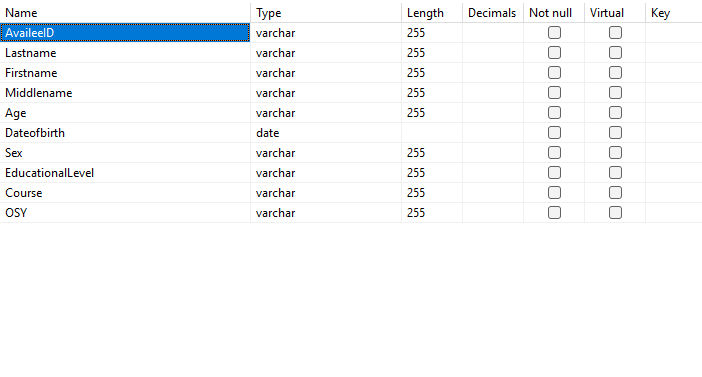 Name Type Length Decimals Not null Virtual Key
AvaileeID varchar 255
Lastname varchar 255
Firstname varchar 255
Middlename varchar 255
Age varchar 255
Dateofbirth date
Sex varchar 255
EducationalLevel varchar 255
Course varchar 255
OSY varchar 255